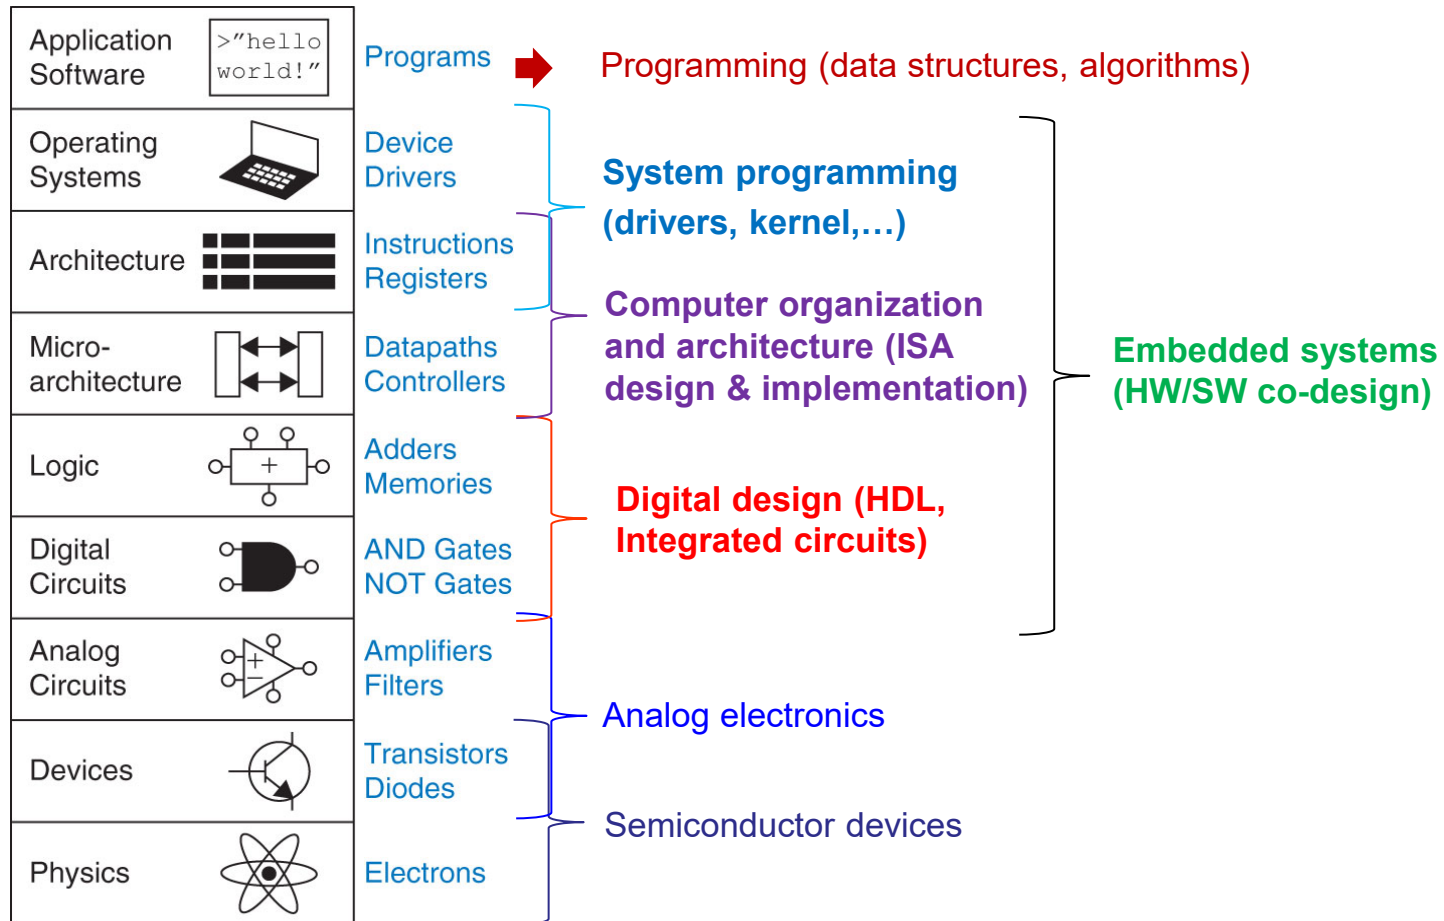 Application
Software
>"hello
world!"
Programs
Programming (data structures, algorithms)
Operating
Systems
Device
Drivers
System programming
(drivers, kernel,…)
Architecture
Instructions
Registers
Computer organization
and architecture (ISA
design & implementation)
Micro-
architecture
Datapaths
Controllers
Embedded systems
(HW/SW co-design)
Logic
+
Adders
Memories
Digital design (HDL,
Integrated circuits)
Digital
Circuits
AND Gates
NOT Gates
Analog
Circuits
+
−
Amplifiers
Filters
Analog electronics
Devices
Transistors
Diodes
Semiconductor devices
Physics
Electrons